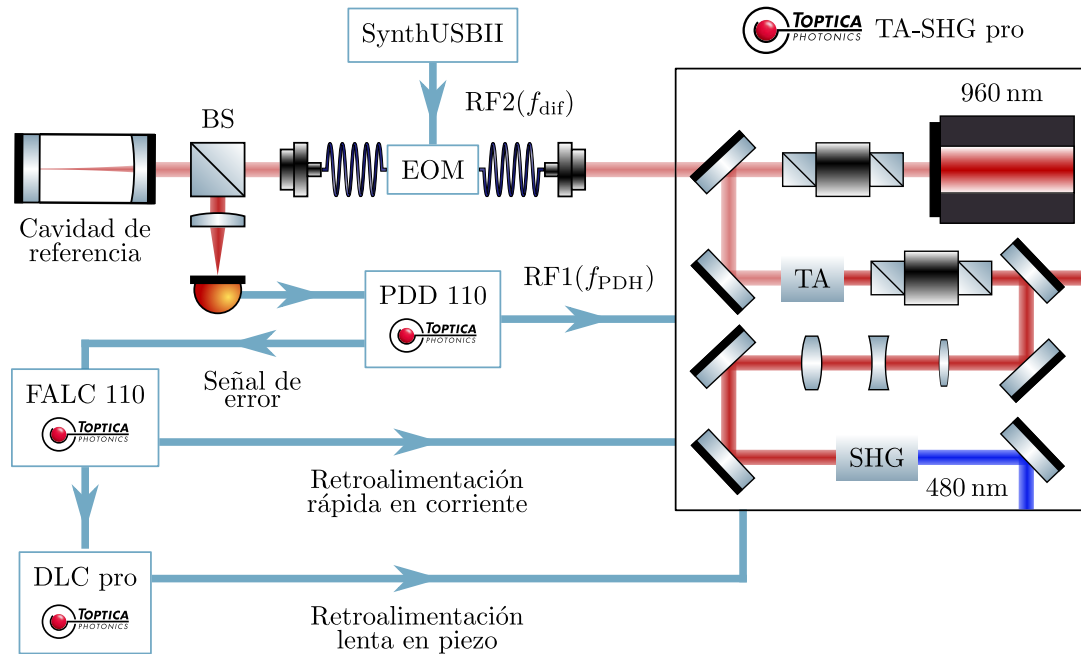 TOPTICA
PHOTONICS
TA-SHG pro
SynthUSBII
RF2(f_dif)
960 nm
BS
EOM
Cavidad de
referencia
TA
PDD 110
TOPTICA
PHOTONICS
RF1(f_PDH)
Señal de
error
FALC 110
TOPTICA
PHOTONICS
Retroalimentación
rápida en corriente
SHG
480 nm
DLC pro
TOPTICA
PHOTONICS
Retroalimentación
lenta en piezo